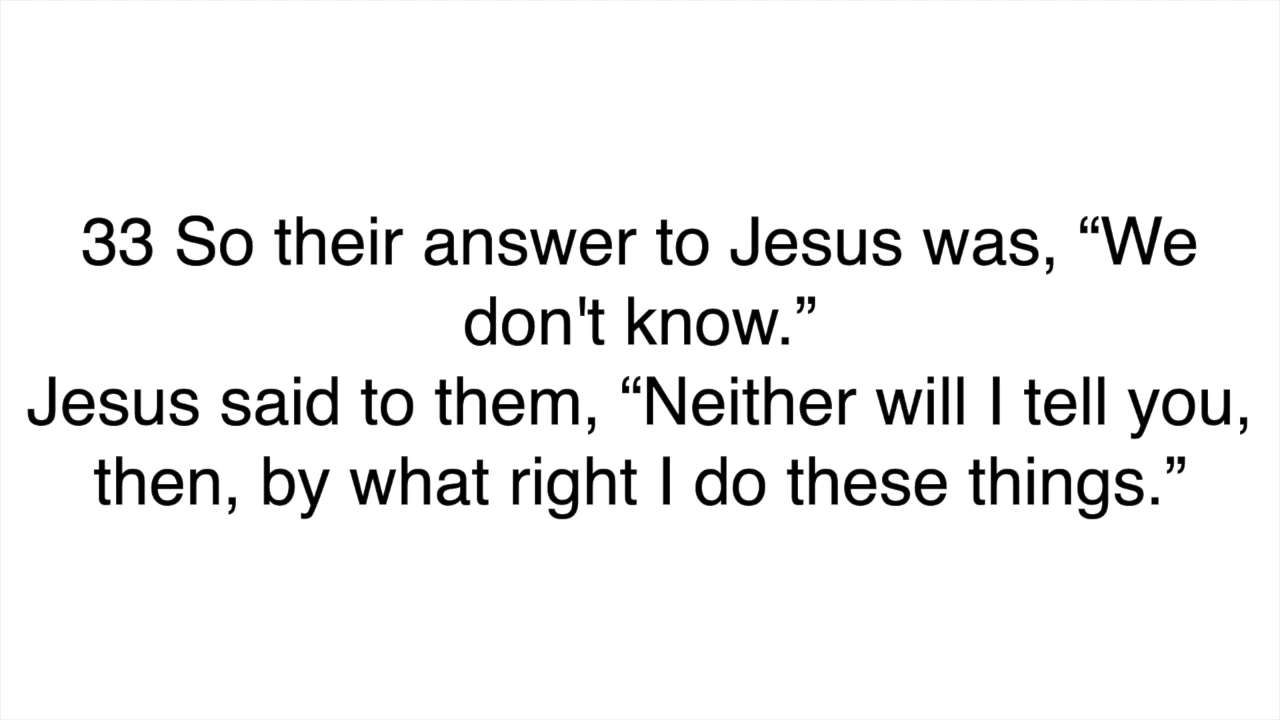 33 So their answer to Jesus was, “We
don't know.”
Jesus said to them, “Neither will I tell you,
then, by what right I do these things.”